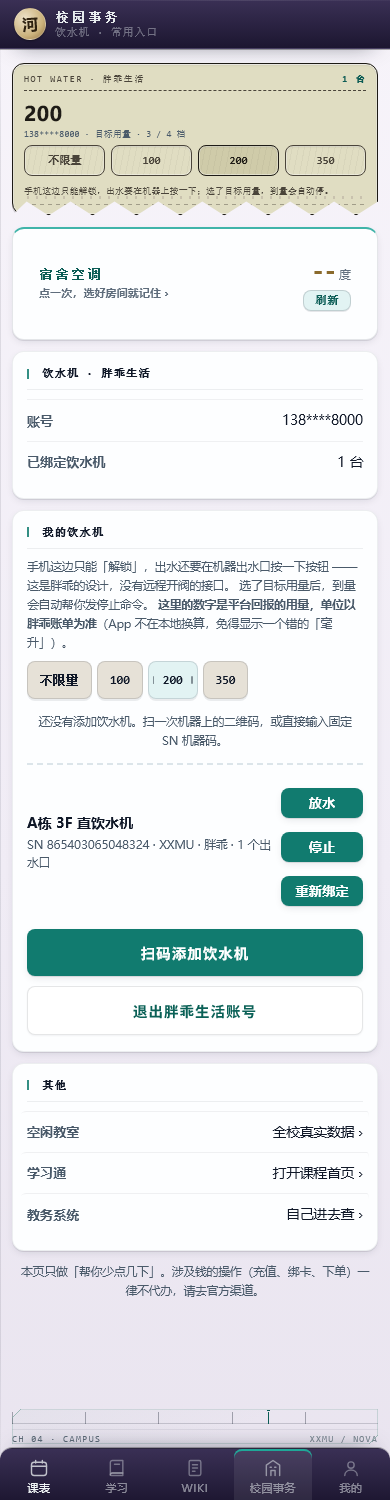 河
校园事务
饮水机 · 常用入口
HOT WATER · 胖乖生活
1 台
200
138****8000 · 目标用量 · 3 / 4 档
不限量
100
200
350
手机这边只能解锁，出水要在机器上按一下；选了目标用量，到量会自动停。
宿舍空调
点一次，选好房间就记住 ›
-- 度
刷新
饮水机 · 胖乖生活
账号
138****8000
已绑定饮水机
1 台
我的饮水机
手机这边只能「解锁」，出水还要在机器出水口按一下按钮 ——
这是胖乖的设计，没有远程开阀的接口。 选了目标用量后，到量
会自动帮你发停止命令。 这里的数字是平台回报的用量，单位以
胖乖账单为准（App 不在本地换算，免得显示一个错的「毫
升」）。
不限量
100
200
350
还没有添加饮水机。扫一次机器上的二维码，或直接输入固定
SN 机器码。
A栋 3F 直饮水机
SN 865403065048324 · XXMU · 胖乖 · 1 个出
水口
放水
停止
重新绑定
扫码添加饮水机
退出胖乖生活账号
其他
空闲教室
全校真实数据 ›
学习通
打开课程首页 ›
教务系统
自己进去查 ›
本页只做「帮你少点几下」。涉及钱的操作（充值、绑卡、下单）一
律不代办，请去官方渠道。
CH 04 · CAMPUS
XXMU / NOVA
课表
学习
WIKI
校园事务
我的